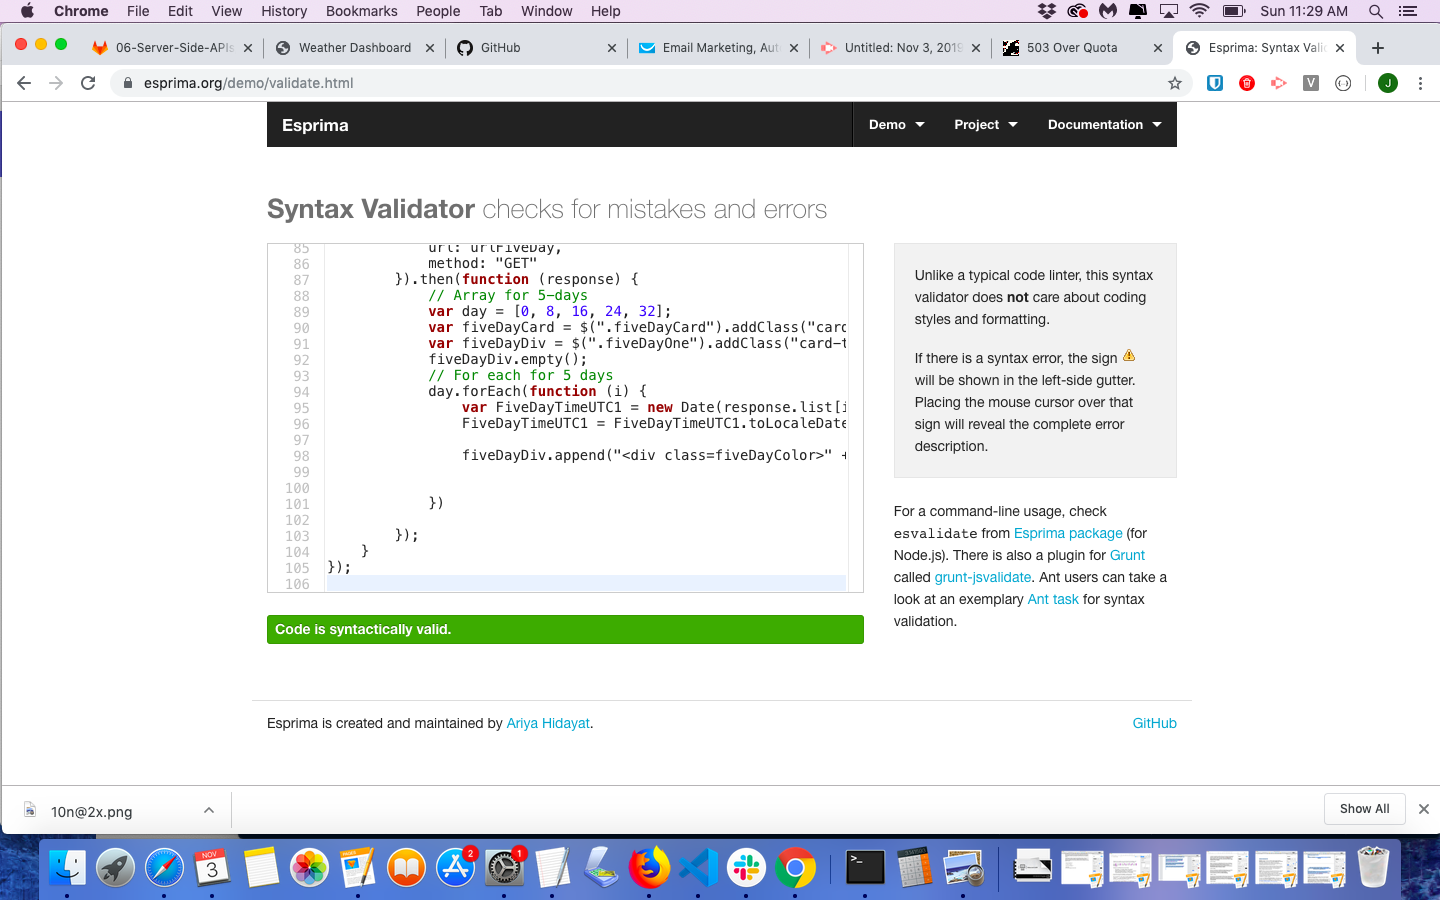 Chrome File Edit View History Bookmarks People Tab Window Help Sun 11:29 AM
06-Server-Side-APIs Weather Dashboard GitHub Email Marketing, Aut Untitled: Nov 3, 2019 503 Over Quota Esprima: Syntax Valid
esprima.org/demo/validate.html V J
Esprima Demo Project Documentation
Syntax Validator checks for mistakes and errors
85 url: urlFiveDay,
86 method: "GET"
87 }).then(function (response) {
88 // Array for 5-days
89 var day = [0, 8, 16, 24, 32];
90 var fiveDayCard = $(".fiveDayCard").addClass("card
91 var fiveDayDiv = $(".fiveDayOne").addClass("card-t
92 fiveDayDiv.empty();
93 // For each for 5 days
94 day.forEach(function (i) {
95 var FiveDayTimeUTC1 = new Date(response.list[i
96 FiveDayTimeUTC1 = FiveDayTimeUTC1.toLocaleDate
97
98 fiveDayDiv.append("<div class=fiveDayColor>" +
99
100
101 })
102
103 });
104 }
105 });
106
Code is syntactically valid.
Unlike a typical code linter, this syntax
validator does not care about coding
styles and formatting.
If there is a syntax error, the sign
will be shown in the left-side gutter.
Placing the mouse cursor over that
sign will reveal the complete error
description.
For a command-line usage, check
esvalidate from Esprima package (for
Node.js). There is also a plugin for Grunt
called grunt-jsvalidate. Ant users can take a
look at an exemplary Ant task for syntax
validation.
Esprima is created and maintained by Ariya Hidayat. GitHub
10n@2x.png Show All
NOV
3 2 1